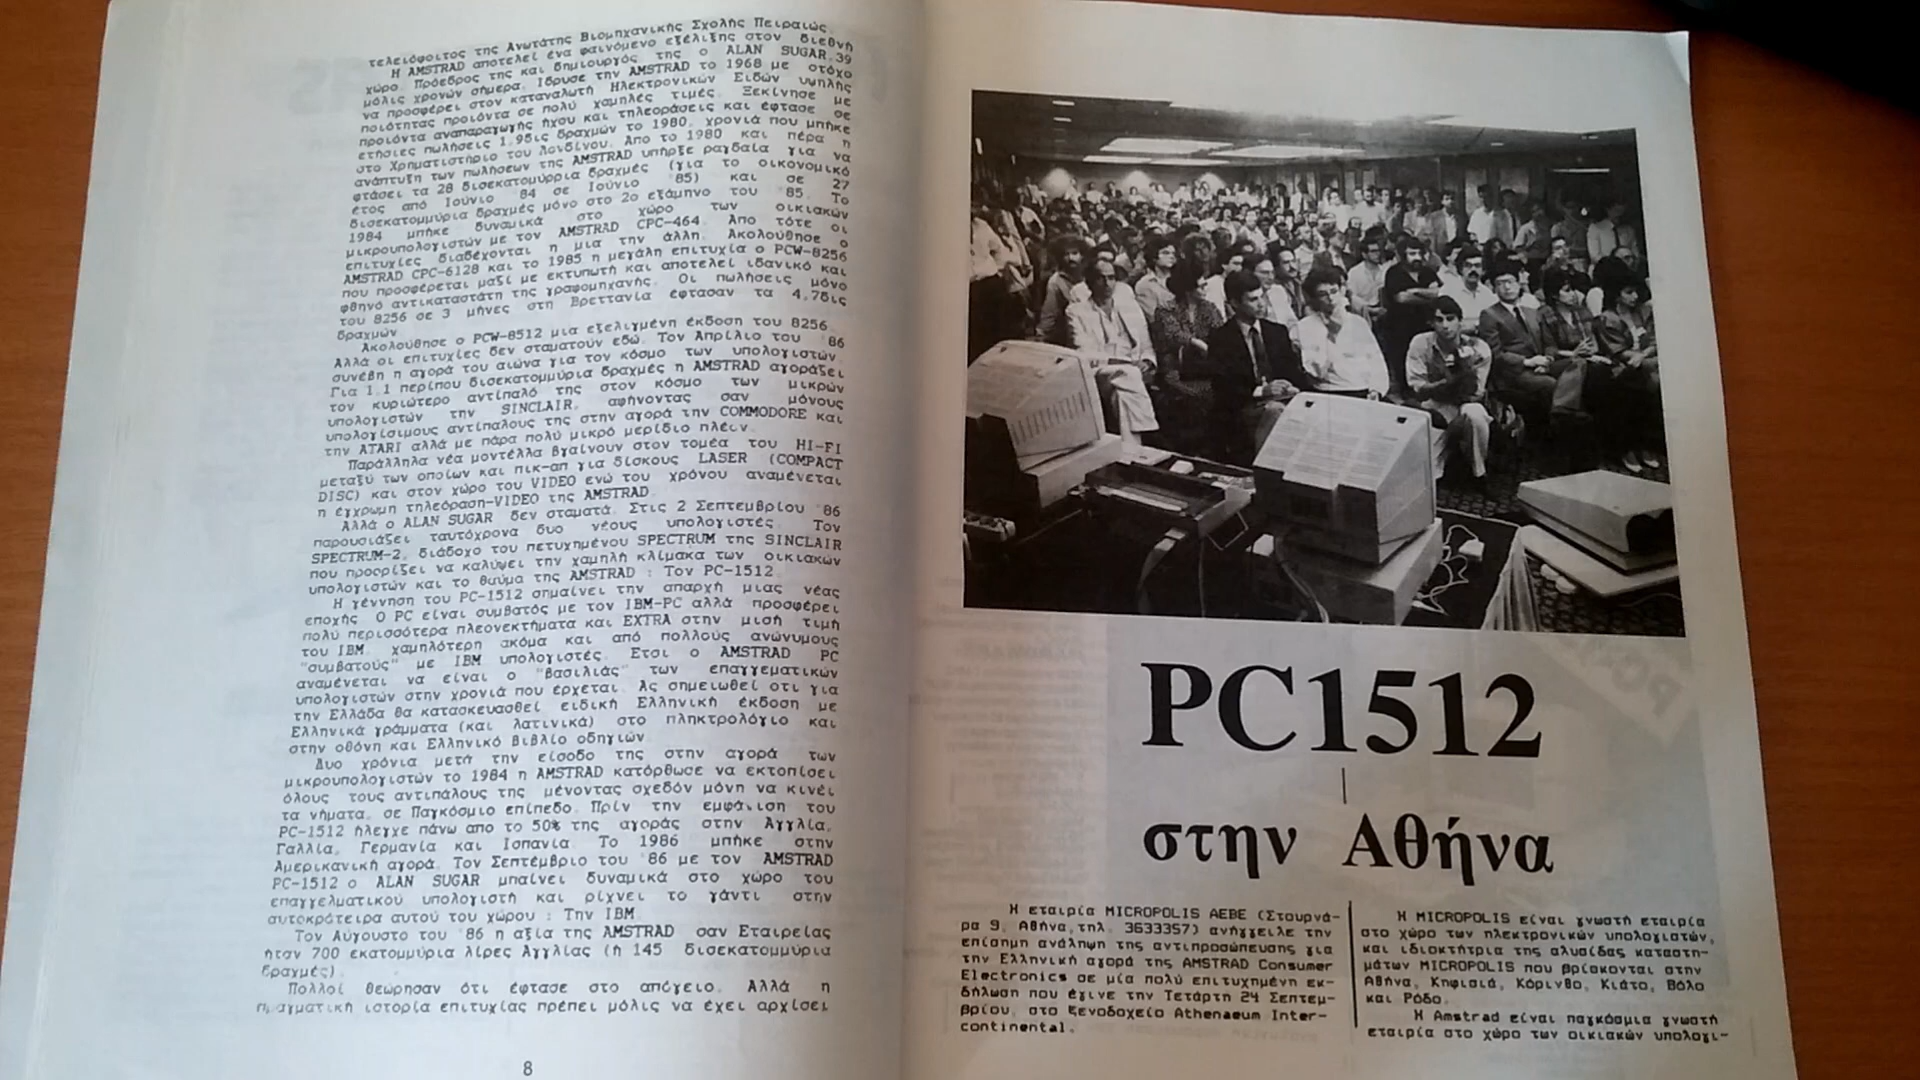 τελειόφοιτος της Ανωτάτης Βιομηχανικής Σχολής Πειραιώς.
Η AMSTRAD αποτελεί ένα φαινόμενο εξέλιξης στον διεθνή
χώρο. Πρόεδρος της και δημιουργός της ο ALAN SUGAR,39
μόλις χρονών σήμερα. Ιδρυσε την AMSTRAD το 1968 με στόχο
να προσφέρει στον καταναλωτή Ηλεκτρονικών Ειδών υψηλής
ποιότητας προιόντα σε πολύ χαμηλές τιμές. Ξεκίνησε με
προιόντα αναπαραγωγής ήχου και τηλεοράσεις και έφτασε σε
ετήσιες πωλήσεις 1,95δις δραχμών το 1980, χρονιά που μπήκε
στο Χρηματιστήριο του Λονδίνου. Απο το 1980 και πέρα η
ανάπτυξη των πωλήσεων της AMSTRAD υπήρξε ραγδαία για να
φτάσει τα 28 δισεκατομύρρια δραχμές (για το οικονομικό
έτος από Ιούνιο '84 σε Ιούνιο '85) και σε 27
δισεκατομμύρια δραχμές μόνο στο 2ο εξάμηνο του '85. Το
1984 μπήκε δυναμικά στο χώρο των οικιακών
μικρουπολογιστών με τον AMSTRAD CPC-464. Απο τότε οι
επιτυχίες διαδέχονται η μια την άλλη. Ακολούθησε ο
AMSTRAD CPC-6128 και το 1985 η μεγάλη επιτυχία ο PCW-8256
που προσφέρεται μαζί με εκτυπωτή και αποτελεί ιδανικό και
φθηνό αντικαταστάτη της γραφομηχανής. Οι πωλήσεις μόνο
του 8256 σε 3 μήνες στη Βρεττανία έφτασαν τα 4,7δις
δραχμών.
Ακολούθησε ο PCW-8512 μια εξελιγμένη έκδοση του 8256.
Αλλά οι επιτυχίες δεν σταματούν εδώ. Τον Απρίλιο του '86
συνέβη η αγορά του αιώνα για τον κόσμο των υπολογιστών.
Για 1,1 περίπου δισεκατομμύρια δραχμές η AMSTRAD αγοράζει
τον κυριώτερο αντίπαλό της στον κόσμο των μικρών
υπολογιστών την SINCLAIR, αφήνοντας σαν μόνους
υπολογίσιμους αντίπαλους της στην αγορά την COMMODORE και
την ATARI αλλά με πάρα πολύ μικρό μερίδιο πλέιν.
Παράλληλα νέα μοντέλλα βγαίνουν στον τομέα του HI-FI
μεταξύ των οποίων και πικ-απ για δίσκους LASER (COMPACT
DISC) και στον χώρο του VIDEO ενώ του χρόνου αναμένεται
η έγχρωμη τηλεόραση-VIDEO της AMSTRAD.
Αλλά ο ALAN SUGAR δεν σταματά. Στις 2 Σεπτεμβρίου '86
παρουσιάζει ταυτόχρονα δυο νέους υπολογιστές. Τον
SPECTRUM-2, διάδοχο του πετυχημένου SPECTRUM της SINCLAIR
που προορίζει να καλύψει την χαμηλή κλίμακα των οικιακών
υπολογιστών και το θαύμα της AMSTRAD : Τον PC-1512.
Η γέννηση του PC-1512 σημαίνει την απαρχή μιας νέας
εποχής. Ο PC είναι συμβατός με τον IBM-PC αλλά προσφέρει
πολύ περισσότερα πλεονεκτήματα και EXTRA στην μισή τιμή
του IBM, χαμηλότερη ακόμα και από πολλούς ανώνυμους
"συμβατούς" με IBM υπολογιστές. Ετσι ο AMSTRAD PC
αναμένεται να είναι ο "βασιλιάς" των επαγγεματικών
υπολογιστών στην χρονιά που έρχεται. Ας σημειωθεί οτι για
την Ελλάδα θα κατασκευασθεί ειδική Ελληνική έκδοση με
Ελληνικά γράμματα (και λατινικά) στο πληκτρολόγιο και
στην οθόνη και Ελληνικό βιβλίο οδηγιών.
Δυο χρόνια μετά την είσοδο της στην αγορά των
μικρουπολογιστών το 1984 η AMSTRAD κατόρθωσε να εκτοπίσει
όλους τους αντιπάλους της μένοντας σχεδόν μόνη να κινέι
τα νήματα, σε Παγκόσμιο επίπεδο. Πρίν την εμφάνιση του
PC-1512 ήλεγχε πάνω απο το 50% της αγοράς στην Αγγλία,
Γαλλία, Γερμανία και Ισπανία. Το 1986 μπήκε στην
Αμερικανική αγορά. Τον Σεπτέμβριο του '86 με τον AMSTRAD
PC-1512 ο ALAN SUGAR μπαίνει δυναμικά στο χώρο του
επαγγελματικού υπολογιστή και ρίχνει το γάντι στην
αυτοκράτειρα αυτού του χώρου : Την IBM.
Τον Αύγουστο του '86 η αξία της AMSTRAD σαν Εταιρείας
ήταν 700 εκατομμύρια λίρες Αγγλίας (ή 145 δισεκατομμύρια
δραχμές).
Πολλοί θεώρησαν ότι έφτασε στο απόγειο. Αλλά η
πραγματική ιστορία επιτυχίας πρέπει μόλις να έχει αρχίσει
8
PC1512
στην Αθήνα
Η εταιρία MICROPOLIS AEBE (Στουρνά-
ρα 9, Αθήνα,τηλ. 3633357) ανήγγειλε την
επίσημη ανάληψη της αντιπροσώπευσης για
την Ελληνική αγορά της AMSTRAD Consumer
Electronics σε μία πολύ επιτυχημένη εκ-
δήλωση που έγινε την Τετάρτη 24 Σεπτεμ-
βρίου, στο ξενοδοχείο Athenaeum Inter-
continental.
Η MICROPOLIS είναι γνωστή εταιρία
στο χώρο των ηλεκτρονικών υπολογιστών,
και ιδιοκτήτρια της αλυσίδας καταστη-
μάτων MICROPOLIS που βρίσκονται στην
Αθήνα, Κηφισιά, Κόρινθο, Κιάτο, Βόλο
και Ρόδο.
Η Amstrad είναι παγκόσμια γνωστή
εταιρία στο χώρο των οικιακών υπολογι-